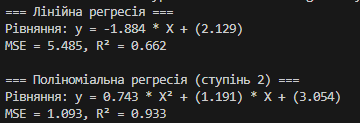 === Лінійна регресія ===
Рівняння: y = -1.884 * X + (2.129)
MSE = 5.485, R² = 0.662
=== Поліноміальна регресія (ступінь 2) ===
Рівняння: y = 0.743 * X² + (1.191) * X + (3.054)
MSE = 1.093, R² = 0.933